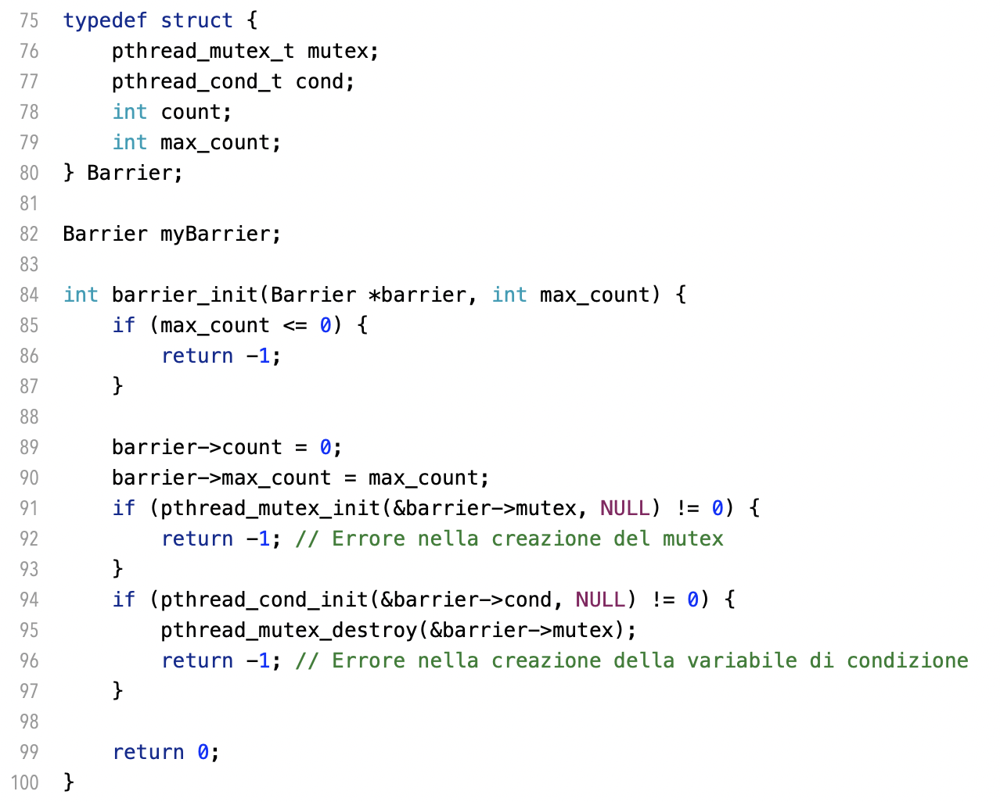 75 typedef struct {
76     pthread_mutex_t mutex;
77     pthread_cond_t cond;
78     int count;
79     int max_count;
80 } Barrier;
81
82 Barrier myBarrier;
83
84 int barrier_init(Barrier *barrier, int max_count) {
85     if (max_count <= 0) {
86         return -1;
87     }
88
89     barrier->count = 0;
90     barrier->max_count = max_count;
91     if (pthread_mutex_init(&barrier->mutex, NULL) != 0) {
92         return -1; // Errore nella creazione del mutex
93     }
94     if (pthread_cond_init(&barrier->cond, NULL) != 0) {
95         pthread_mutex_destroy(&barrier->mutex);
96         return -1; // Errore nella creazione della variabile di condizione
97     }
98
99     return 0;
100 }